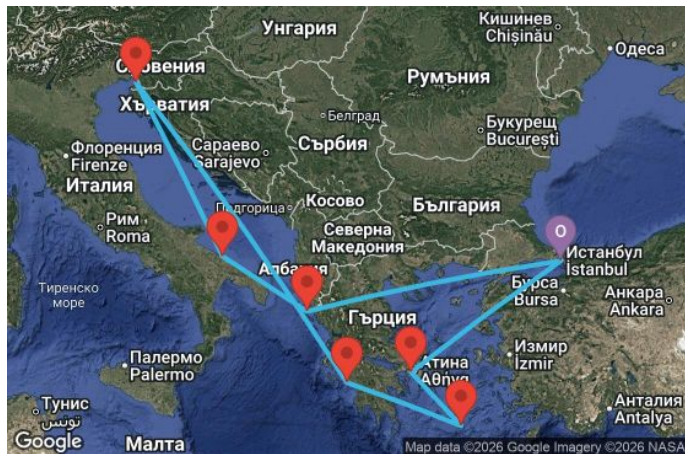 Кишинев
Chișinău
Унгария
Одеса
Словения
Румъния
Хърватия
Белград
Букурещ
București
Флоренция
Firenze
Сараево
Sarajevo
Сърбия
Италия
Косово
България
Подгорица
Рим
Roma
Северна
Македония
O
Истанбул
İstanbul
Албания
Бурса
Bursa
Анкара
Ankara
Тиренско
море
Гърция
Измир
İzmir
Палермо
Palermo
Атина
Αθήνα
Тунис
تونس
Анталия
Antalya
Малта
Google
Map data ©2026 Google Imagery ©2026 NASA